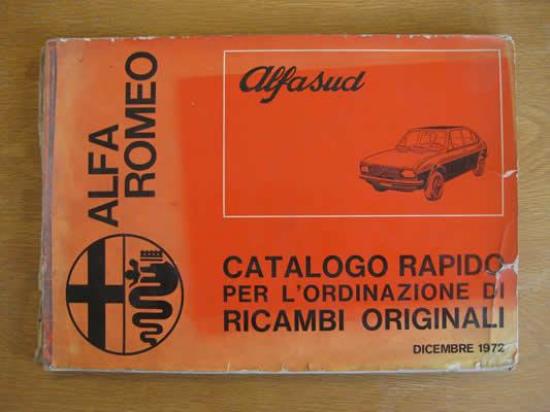 ALFA
ROMEO
Alfasud
CATALOGO RAPIDO
PER L'ORDINAZIONE DI
RICAMBI ORIGINALI
DICEMBRE 1972